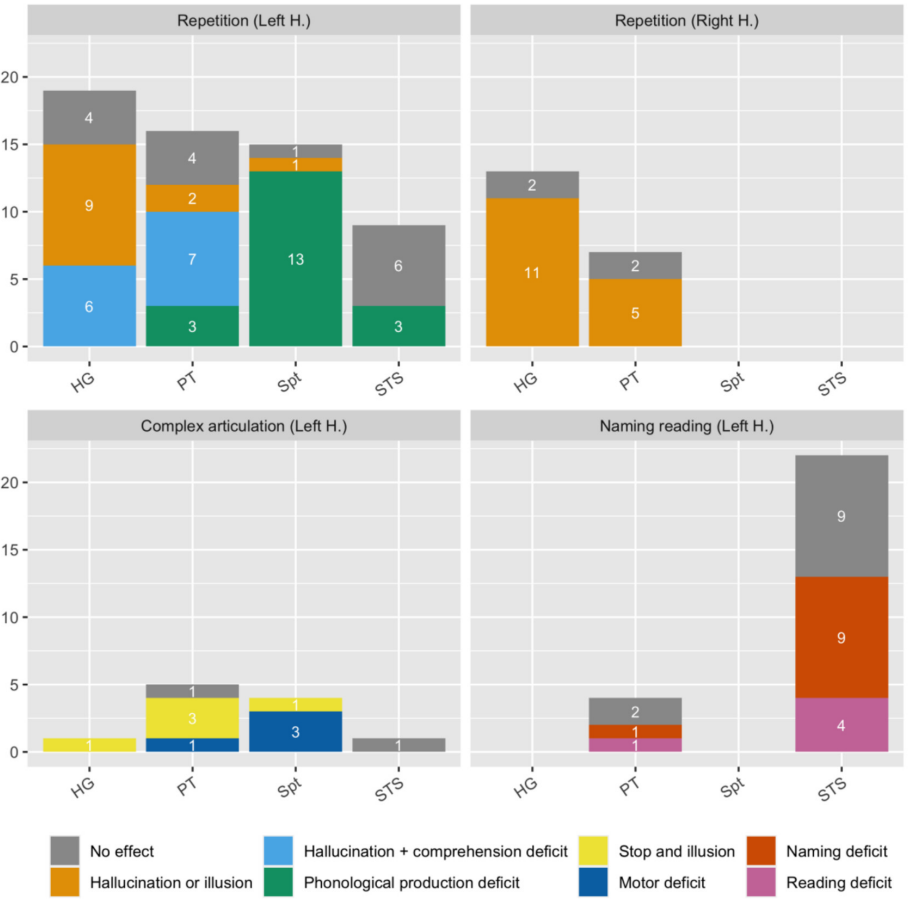 Repetition (Left H.)
Repetition (Right H.)
20
15
10
5
0
4
9
6
4
2
7
3
1
1
13
6
3
2
11
2
5
HG
PT
Spt
STS
HG
PT
Spt
STS
Complex articulation (Left H.)
Naming reading (Left H.)
20
15
10
5
0
1
1
3
1
1
3
1
2
1
1
9
9
4
HG
PT
Spt
STS
HG
PT
Spt
STS
No effect
Hallucination + comprehension deficit
Stop and illusion
Naming deficit
Hallucination or illusion
Phonological production deficit
Motor deficit
Reading deficit